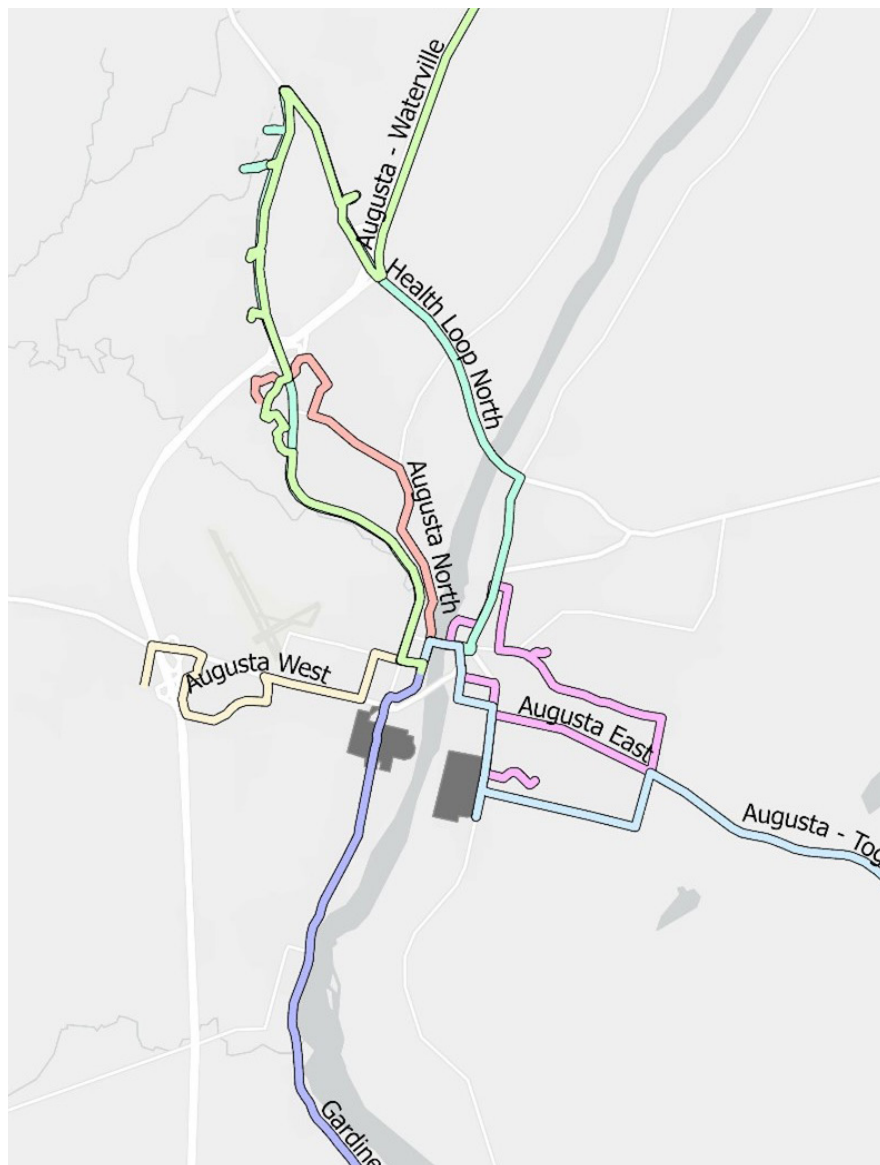 Augusta - Waterville
Health Loop North
Augusta North
Augusta West
Augusta East
Augusta - Tog
Gardine